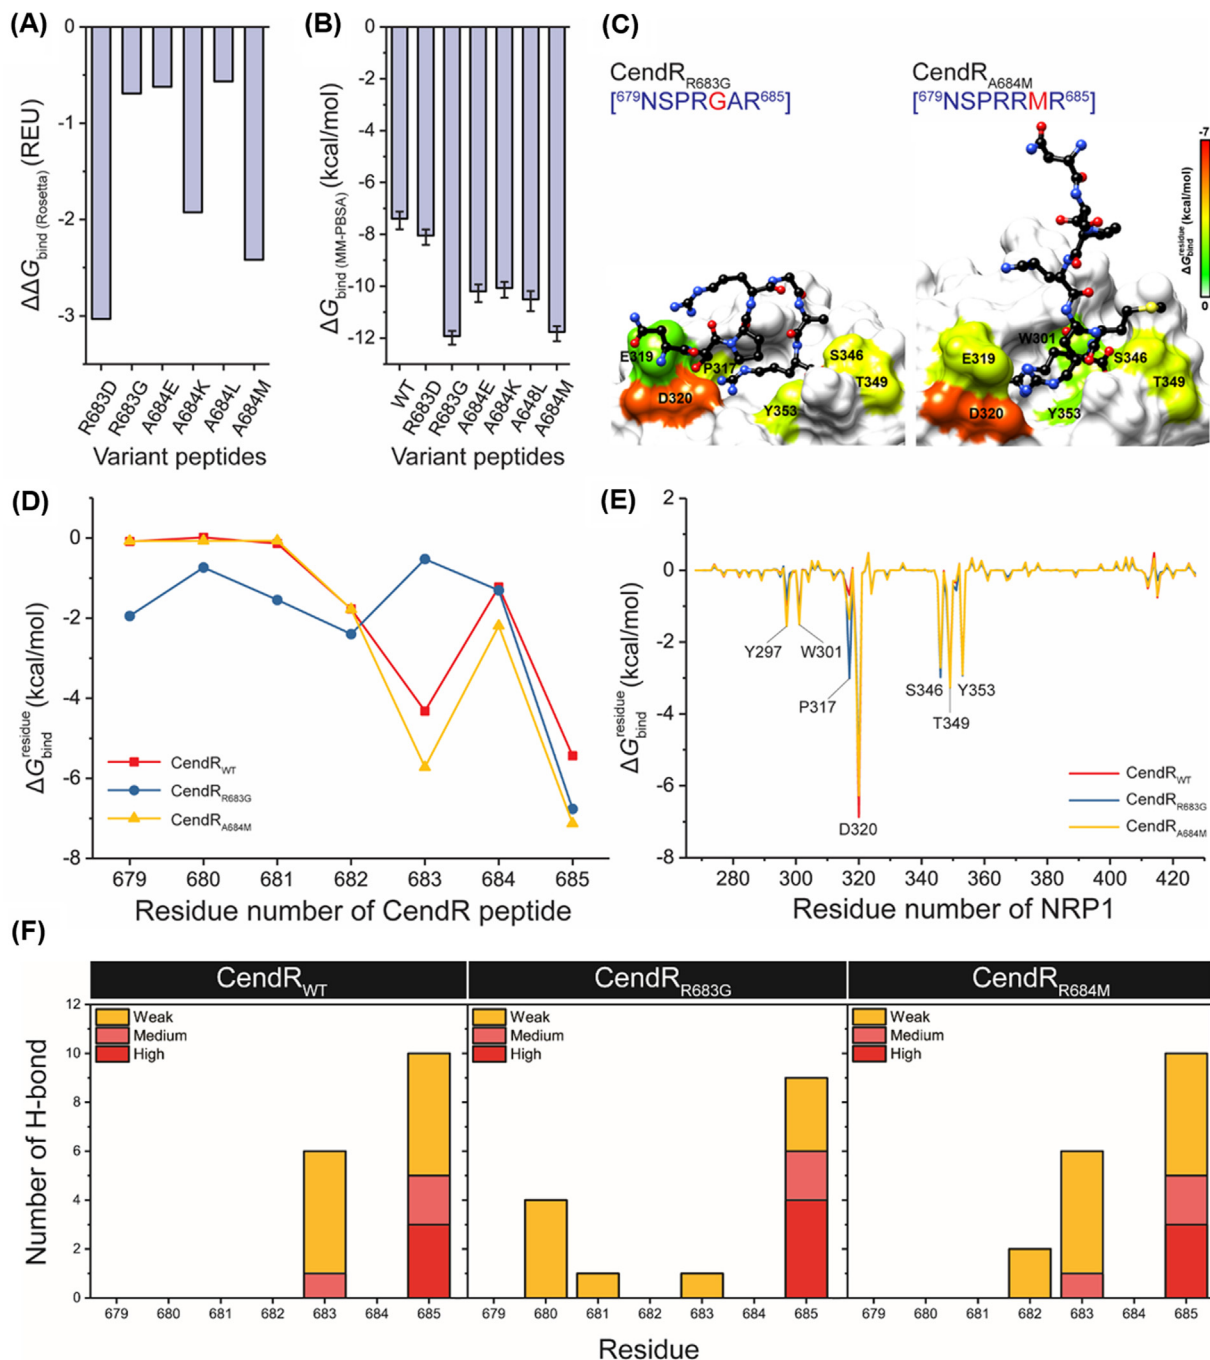 (A)
0
-1
-2
-3
ΔΔGbind (Rosetta) (REU)
R683D
R683G
A684E
A684K
A684L
A684M
Variant peptides
(B)
0
-2
-4
-6
-8
-10
-12
ΔGbind (MM-PBSA) (kcal/mol)
WT
R683D
R683G
A684E
A684K
A648L
A684M
Variant peptides
(C)
CendRR683G
[679NSPRGAR685]
CendRA684M
[679NSPRRMR685]
E319
P317
D320
Y353
S346
T349
W301
E319
S346
T349
D320
Y353
-7
0
ΔGbind residue (kcal/mol)
(D)
0
-2
-4
-6
-8
ΔGbind residue (kcal/mol)
CendRWT
CendRR683G
CendRA684M
679 680 681 682 683 684 685
Residue number of CendR peptide
(E)
2
0
-2
-4
-6
-8
ΔGbind residue (kcal/mol)
Y297
W301
P317
D320
S346
T349
Y353
CendRWT
CendRR683G
CendRA684M
280 300 320 340 360 380 400 420
Residue number of NRP1
(F)
CendRWT
CendRR683G
CendRR684M
12
10
8
6
4
2
0
Number of H-bond
Weak
Medium
High
Weak
Medium
High
Weak
Medium
High
679 680 681 682 683 684 685
679 680 681 682 683 684 685
679 680 681 682 683 684 685
Residue